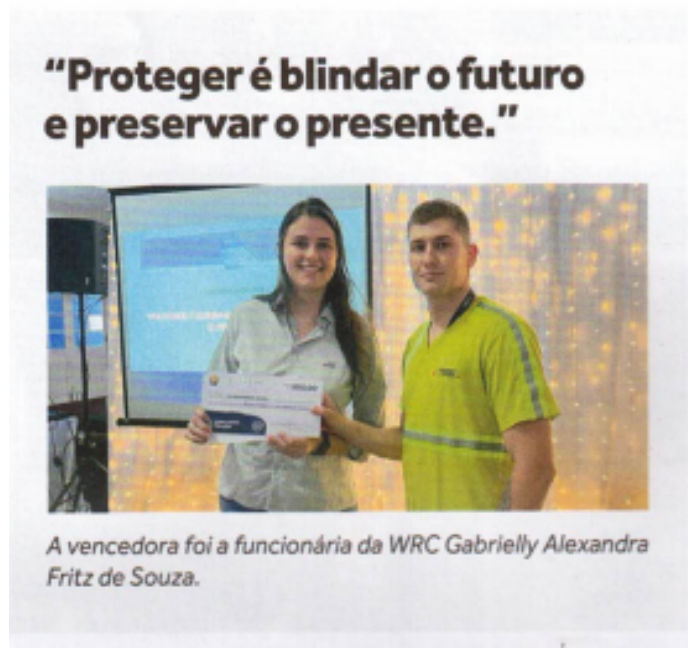 “Proteger é blindar o futuro
e preservar o presente.”
A vencedora foi a funcionária da WRC Gabrielly Alexandra
Fritz de Souza.